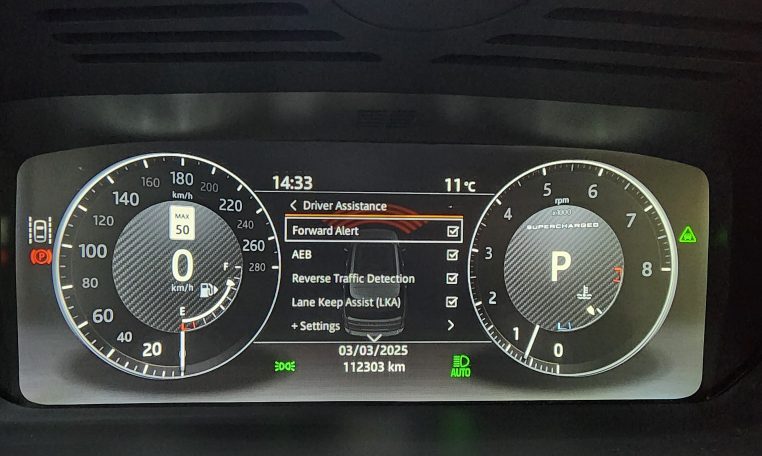 14:33
11°C
< Driver Assistance
Forward Alert
AEB
Reverse Traffic Detection
Lane Keep Assist (LKA)
+ Settings >
03/03/2025
112303 km
AUTO
20
40
60
80
100
120
140
160
180
200
220
240
260
280
km/h
MAX
50
0
km/h
F
E
0
1
2
3
4
5
6
7
8
rpm
x1000
SUPERCHARGED
P
P